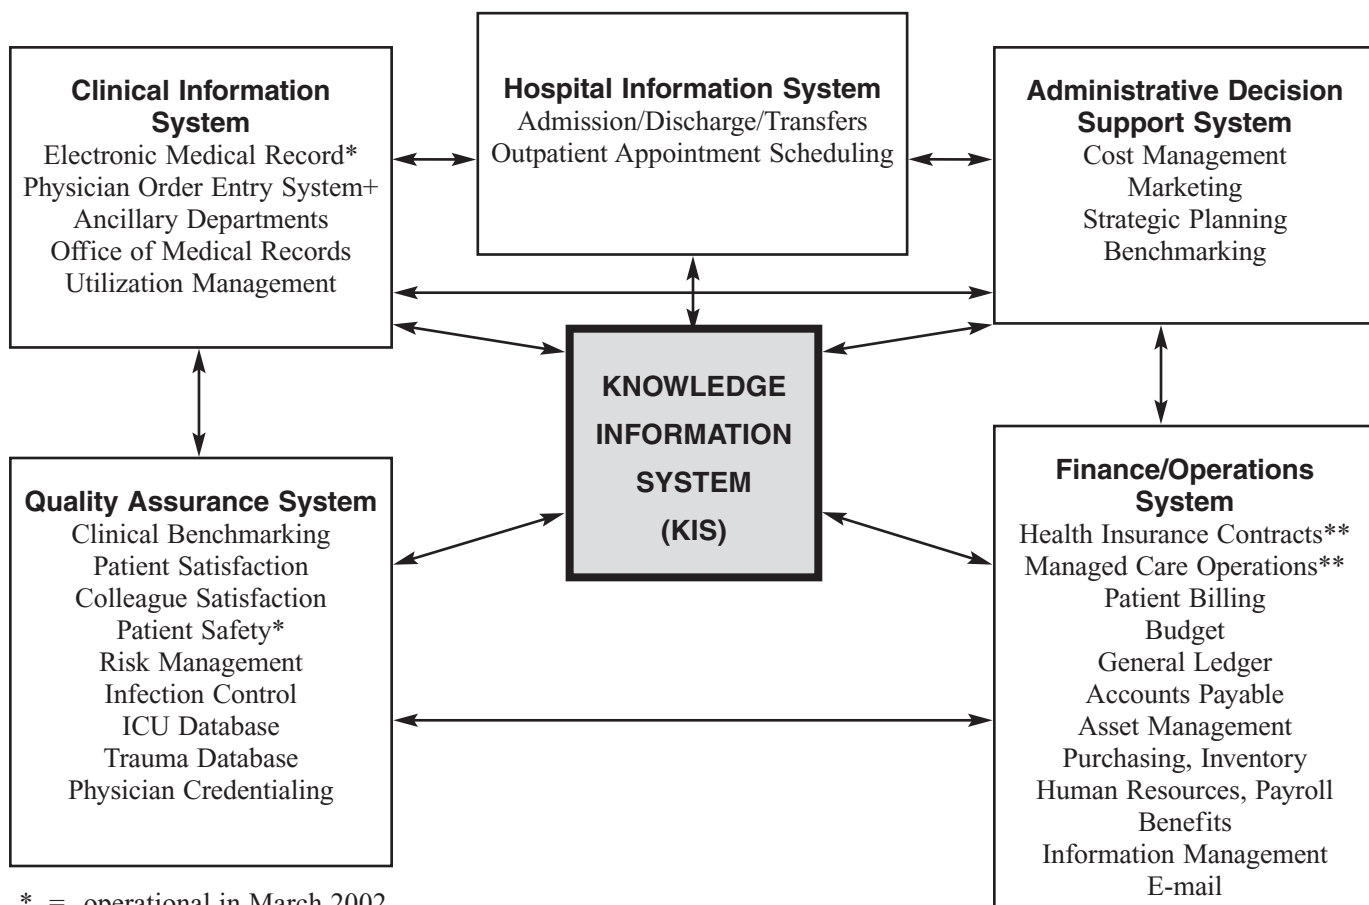 Clinical Information
System
Electronic Medical Record*
Physician Order Entry System+
Ancillary Departments
Office of Medical Records
Utilization Management
Hospital Information System
Admission/Discharge/Transfers
Outpatient Appointment Scheduling
Administrative Decision
Support System
Cost Management
Marketing
Strategic Planning
Benchmarking
KNOWLEDGE
INFORMATION
SYSTEM
(KIS)
Quality Assurance System
Clinical Benchmarking
Patient Satisfaction
Colleague Satisfaction
Patient Safety*
Risk Management
Infection Control
ICU Database
Trauma Database
Physician Credentialing
Finance/Operations
System
Health Insurance Contracts**
Managed Care Operations**
Patient Billing
Budget
General Ledger
Accounts Payable
Asset Management
Purchasing, Inventory
Human Resources, Payroll
Benefits
Information Management
E-mail
* = operational in March 2002